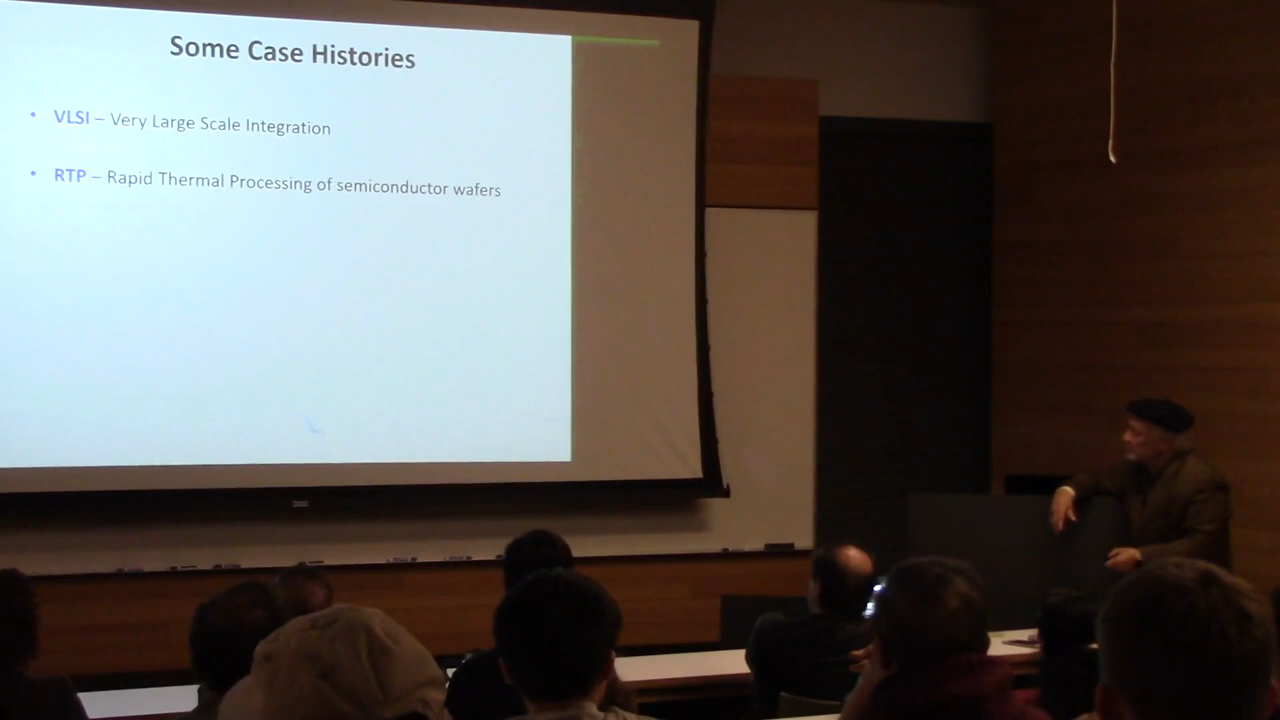 Some Case Histories
• VLSI – Very Large Scale Integration
• RTP – Rapid Thermal Processing of semiconductor wafers